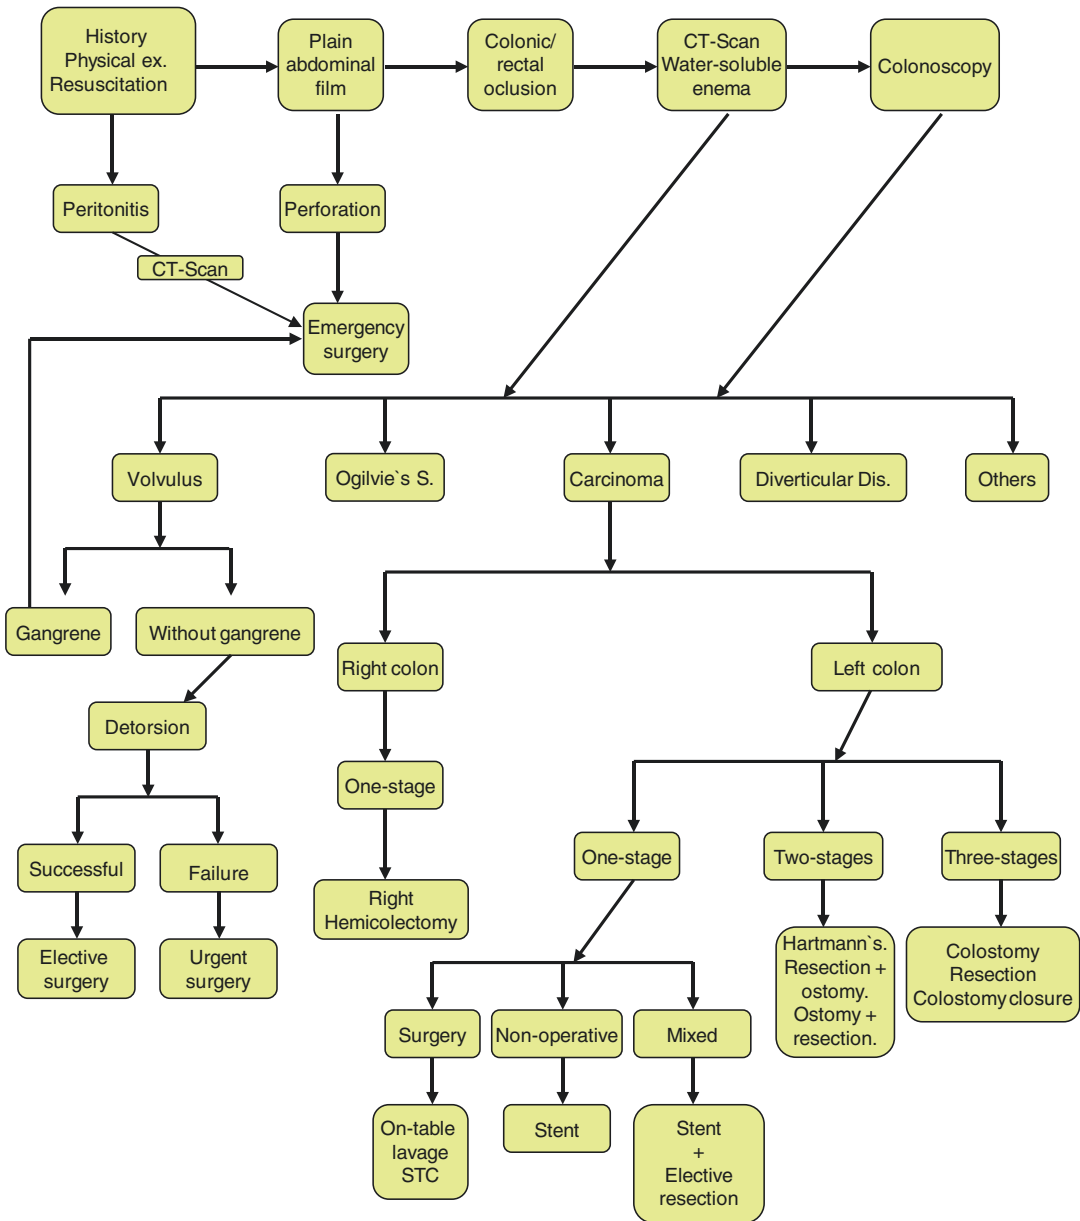 History
Physical ex.
Resuscitation
Plain
abdominal
film
Colonic/
rectal
oclusion
CT-Scan
Water-soluble
enema
Colonoscopy
Peritonitis
Perforation
CT-Scan
Emergency
surgery
Volvulus
Ogilvie`s S.
Carcinoma
Diverticular Dis.
Others
Gangrene
Without gangrene
Right colon
Left colon
Detorsion
One-stage
Successful
Failure
One-stage
Two-stages
Three-stages
Right
Hemicolectomy
Elective
surgery
Urgent
surgery
Hartmann`s.
Resection +
ostomy.
Ostomy +
resection.
Colostomy
Resection
Colostomy closure
Surgery
Non-operative
Mixed
On-table
lavage
STC
Stent
Stent
+
Elective
resection